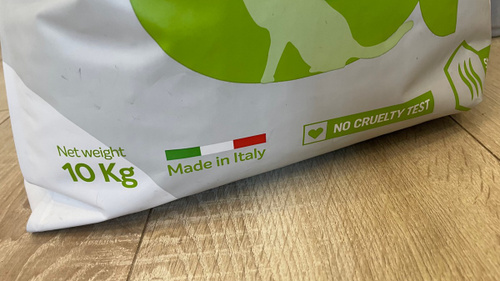 Net weight
10 Kg
Made in Italy
NO CRUELTY TEST